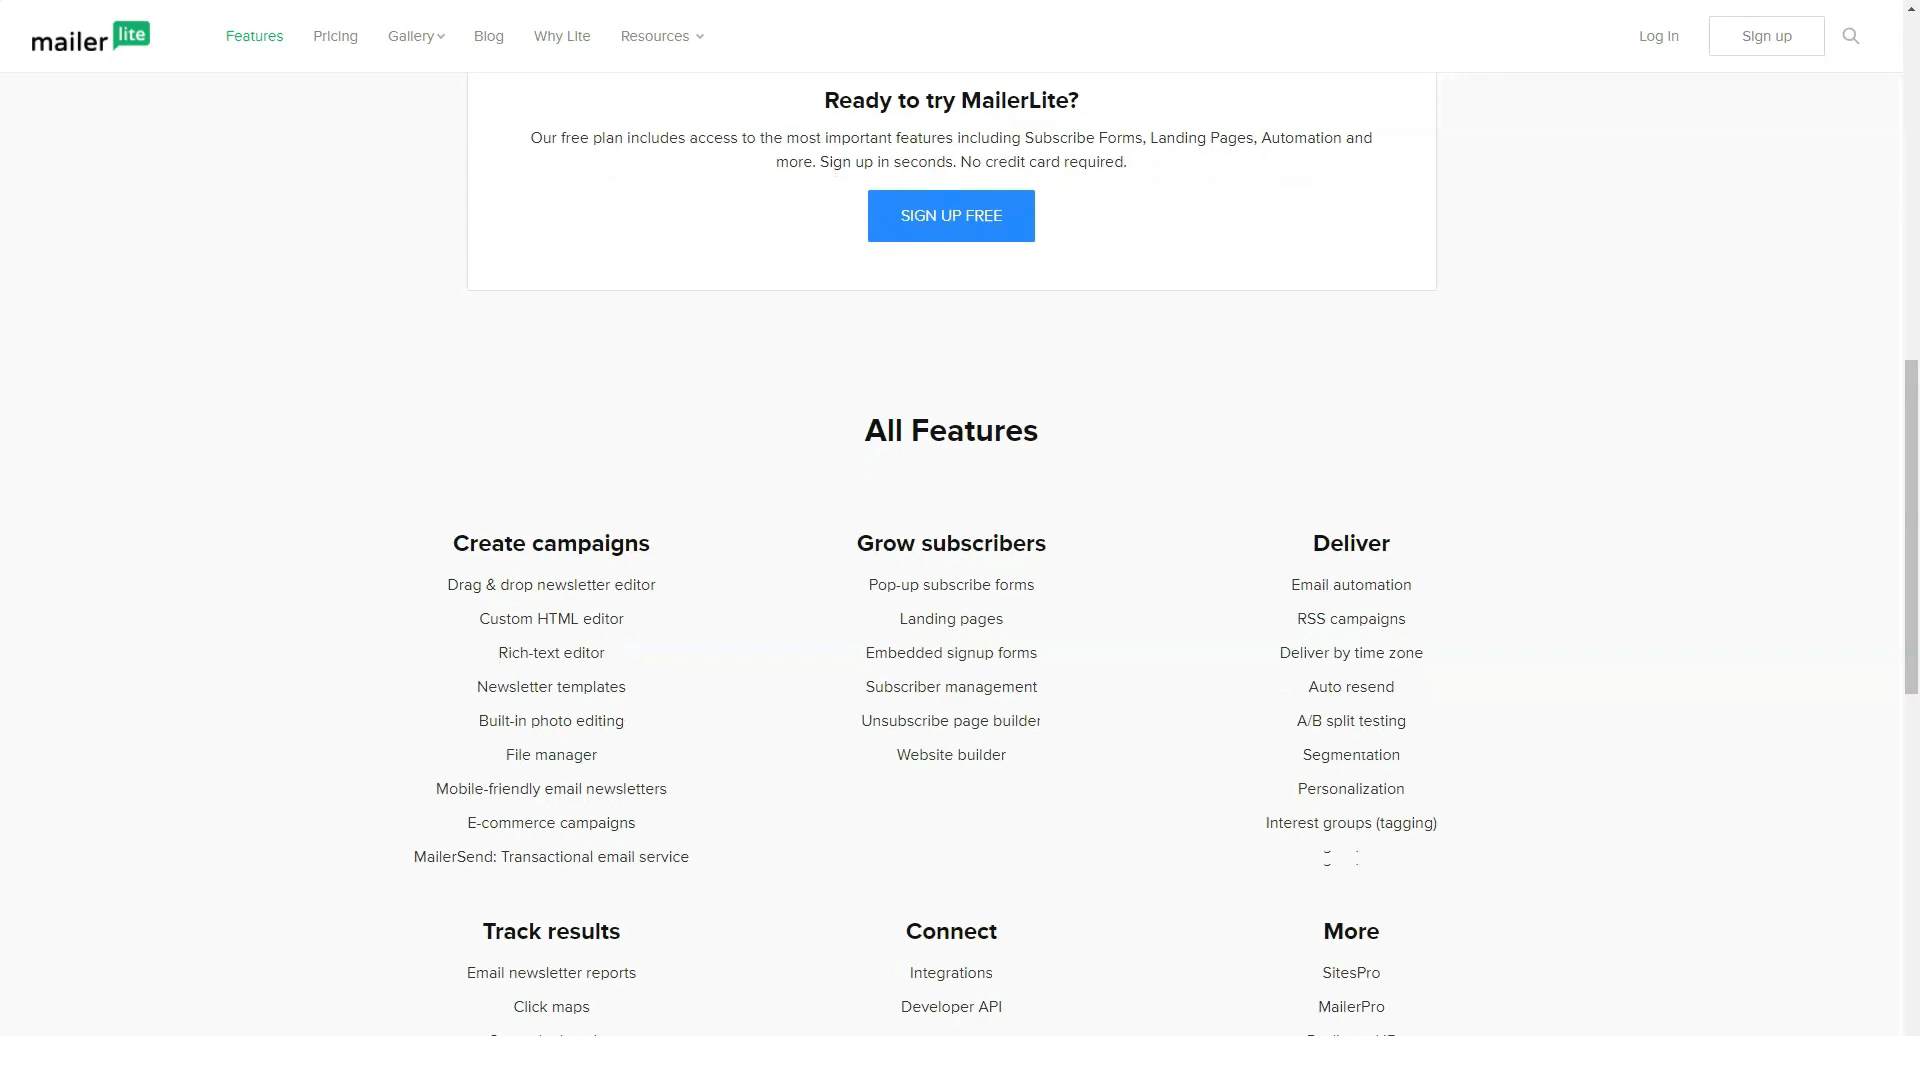 mailer lite
Features
Pricing
Gallery
Blog
Why Lite
Resources
Log In
Sign up
Ready to try MailerLite?
Our free plan includes access to the most important features including Subscribe Forms, Landing Pages, Automation and
more. Sign up in seconds. No credit card required.
SIGN UP FREE
All Features
Create campaigns
Drag & drop newsletter editor
Custom HTML editor
Rich-text editor
Newsletter templates
Built-in photo editing
File manager
Mobile-friendly email newsletters
E-commerce campaigns
MailerSend: Transactional email service
Grow subscribers
Pop-up subscribe forms
Landing pages
Embedded signup forms
Subscriber management
Unsubscribe page builder
Website builder
Deliver
Email automation
RSS campaigns
Deliver by time zone
Auto resend
A/B split testing
Segmentation
Personalization
Interest groups (tagging)
Track results
Email newsletter reports
Click maps
Connect
Integrations
Developer API
More
SitesPro
MailerPro